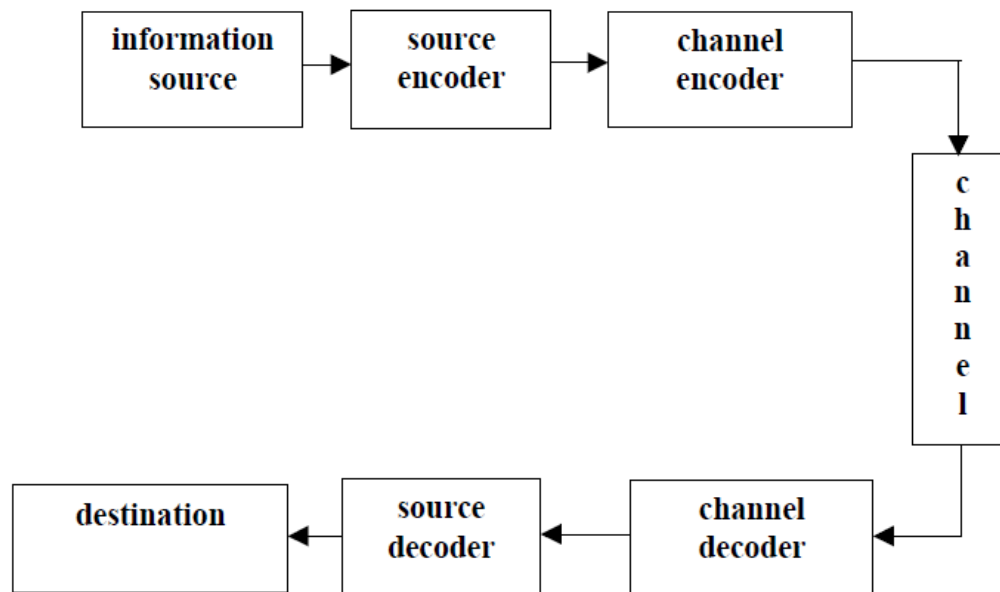 information
source
source
encoder
channel
encoder
c
h
a
n
n
e
l
destination
source
decoder
channel
decoder